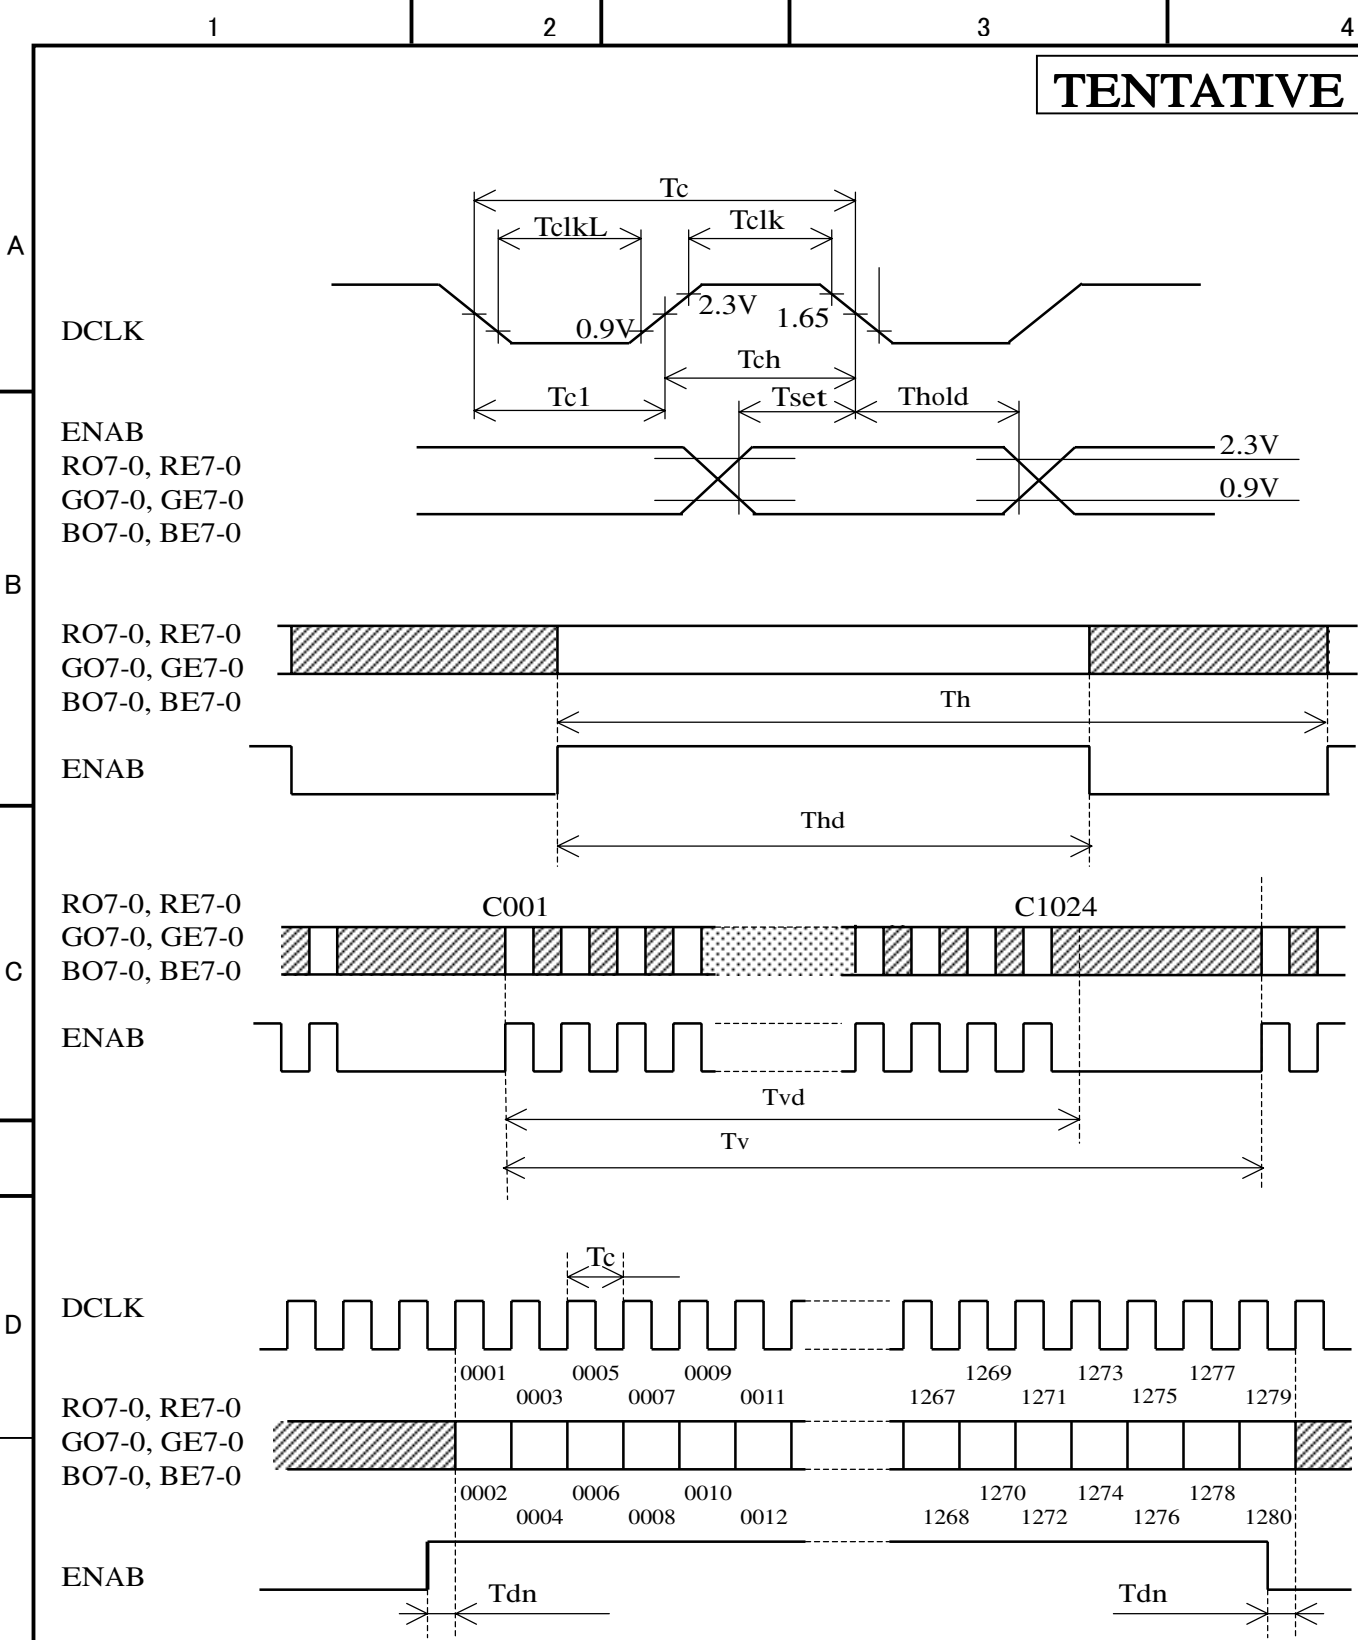 1 2 3 4
TENTATIVE
Tc
TclkL Tclk
A
2.3V
DCLK 0.9V 1.65
Tch
Tc1 Tset Thold
ENAB
2.3V
RO7-0, RE7-0
GO7-0, GE7-0 0.9V
BO7-0, BE7-0
B
RO7-0, RE7-0
GO7-0, GE7-0
BO7-0, BE7-0 Th
ENAB
Thd
RO7-0, RE7-0 C001 C1024
GO7-0, GE7-0
BO7-0, BE7-0
C
ENAB
Tvd
Tv
Tc
DCLK
D
0001 0005 0009 1269 1273 1277
0003 0007 0011 1267 1271 1275 1279
RO7-0, RE7-0
GO7-0, GE7-0
BO7-0, BE7-0
0002 0006 0010 1270 1274 1278
0004 0008 0012 1268 1272 1276 1280
ENAB
Tdn Tdn